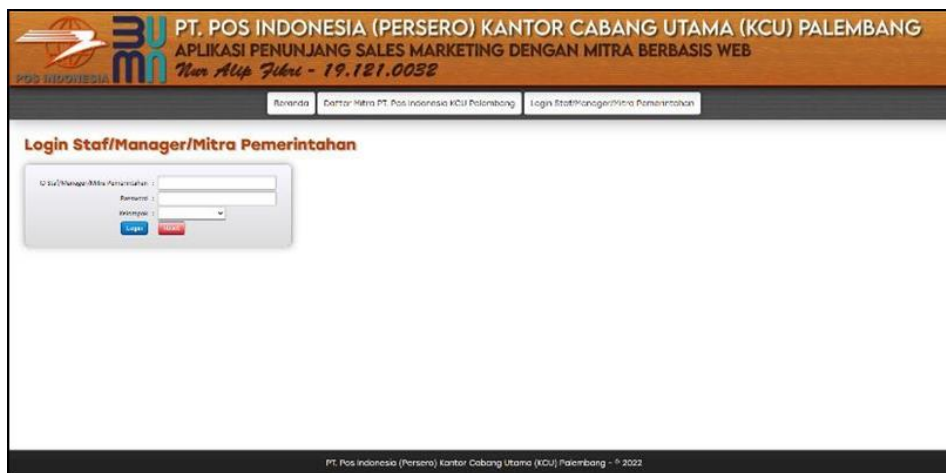 PT. POS INDONESIA (PERSERO) KANTOR CABANG UTAMA (KCU) PALEMBANG
APLIKASI PENUNJANG SALES MARKETING DENGAN MITRA BERBASIS WEB
Nur Alip Fikri - 19.121.0032
POS INDONESIA
BUMN
Beranda
Daftar Mitra PT. Pos Indonesia KCU Palembang
Login Staf/Manager/Mitra Pemerintahan
Login Staf/Manager/Mitra Pemerintahan
ID Staf/Manager/Mitra Pemerintahan :
Password :
Kelompok :
Login
PT. Pos Indonesia (Persero) Kantor Cabang Utama (KCU) Palembang - © 2022